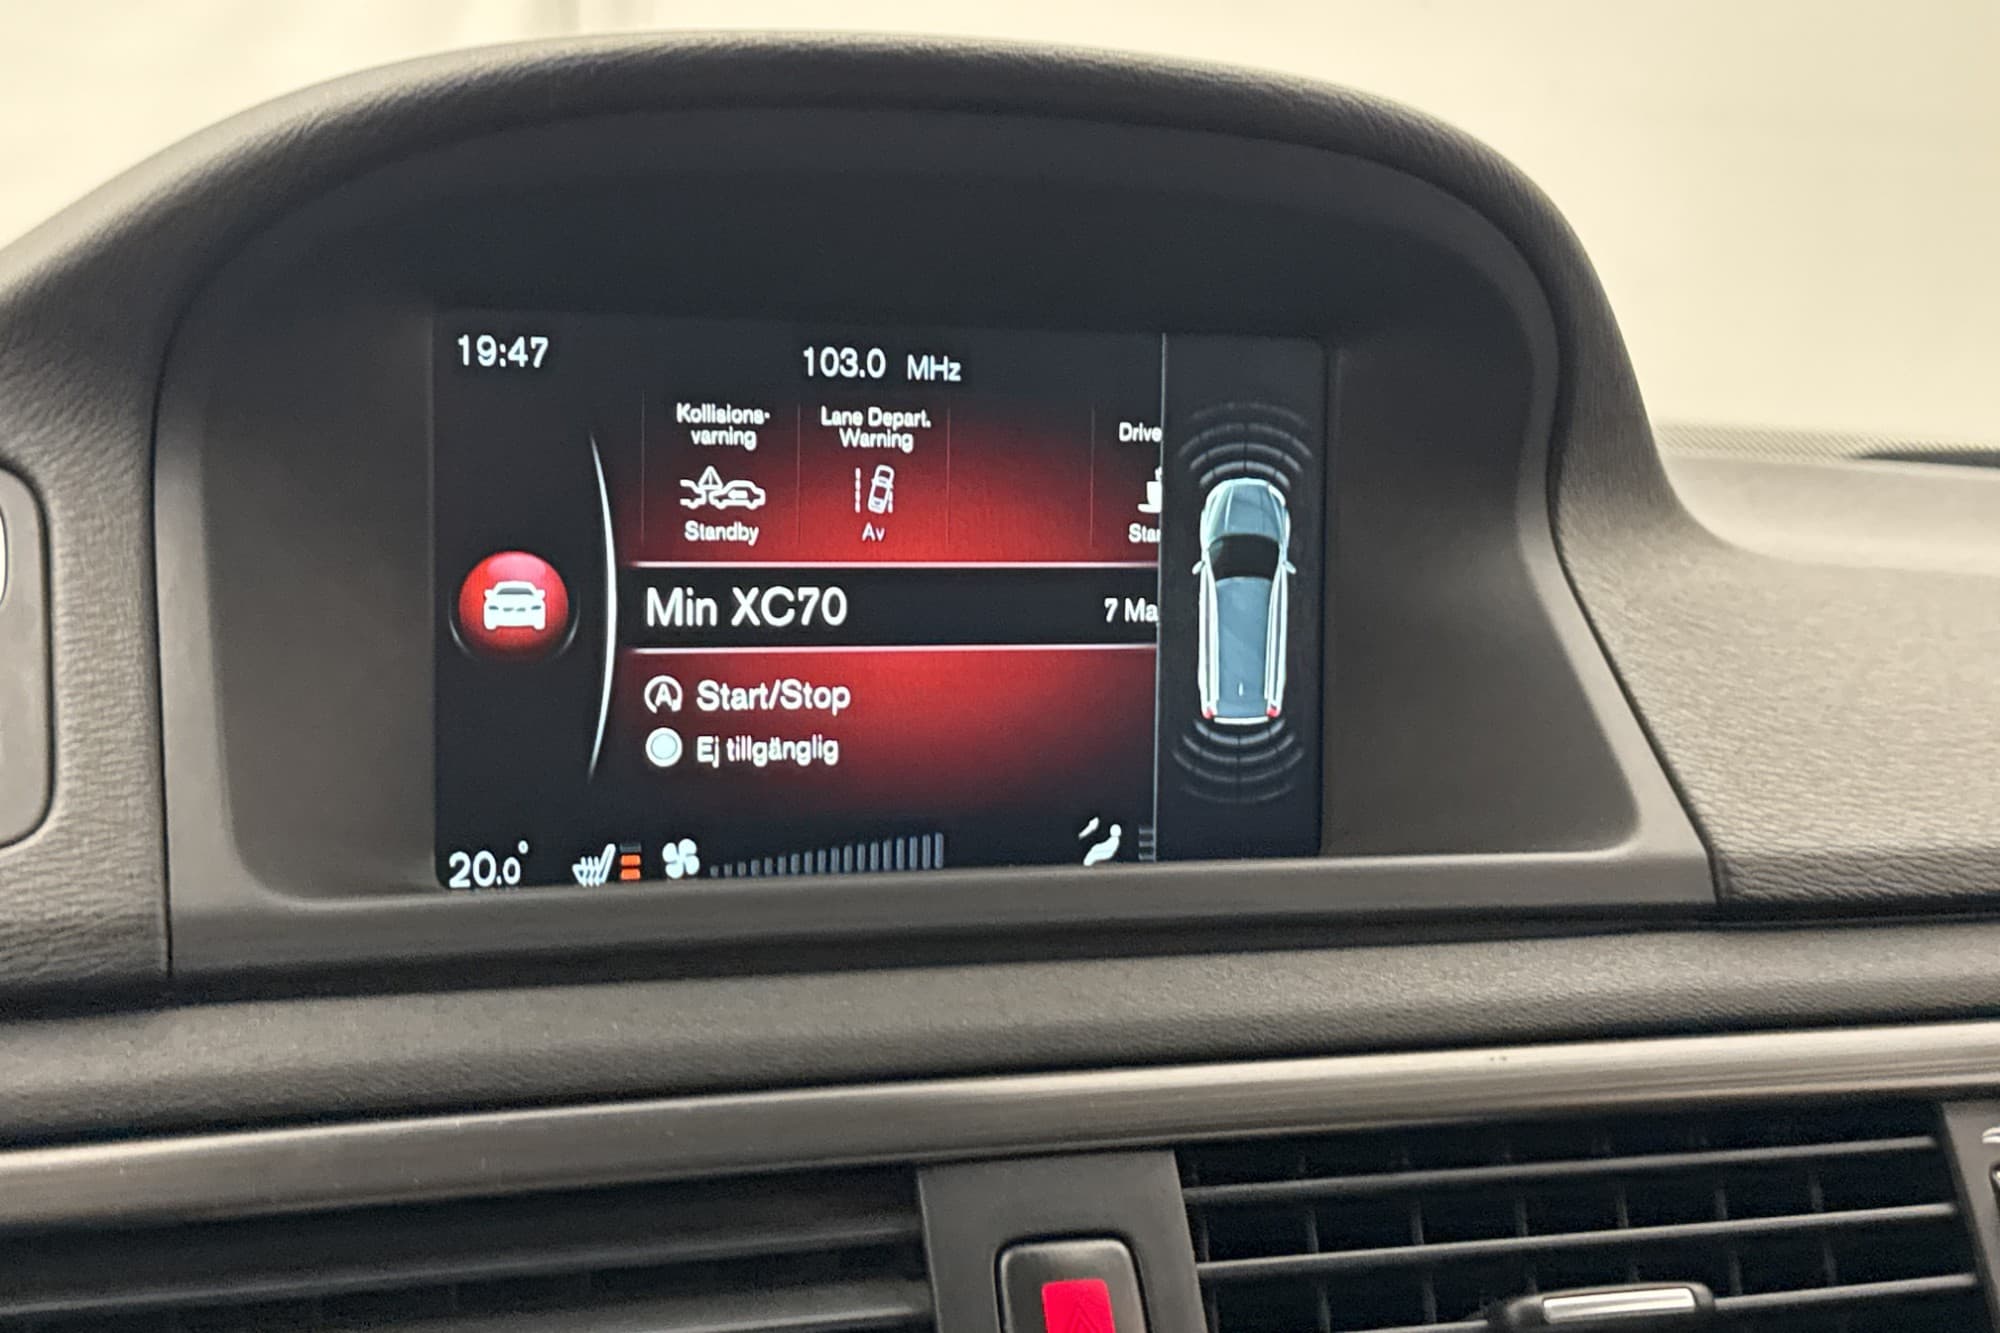 19:47
103.0 MHz
Kollisions-
varning
Lane Depart.
Warning
Drive
Standby
Av
Min XC70
7
Start/Stop
Ej tillgänglig
20.0°